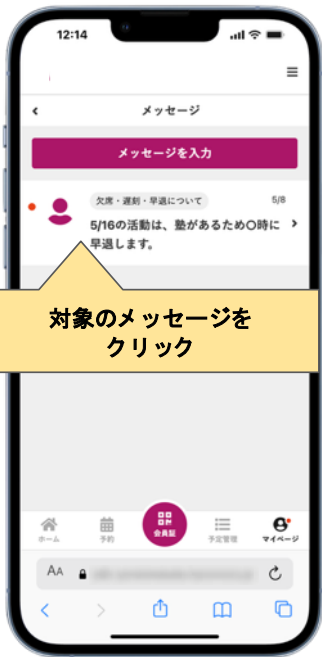 12:14
メッセージ
メッセージを入力
欠席・遅刻・早退について
5/8
5/16の活動は、塾があるため〇時に
早退します。
対象のメッセージを
クリック
ホーム
予約
会員証
予定管理
マイページ
AA